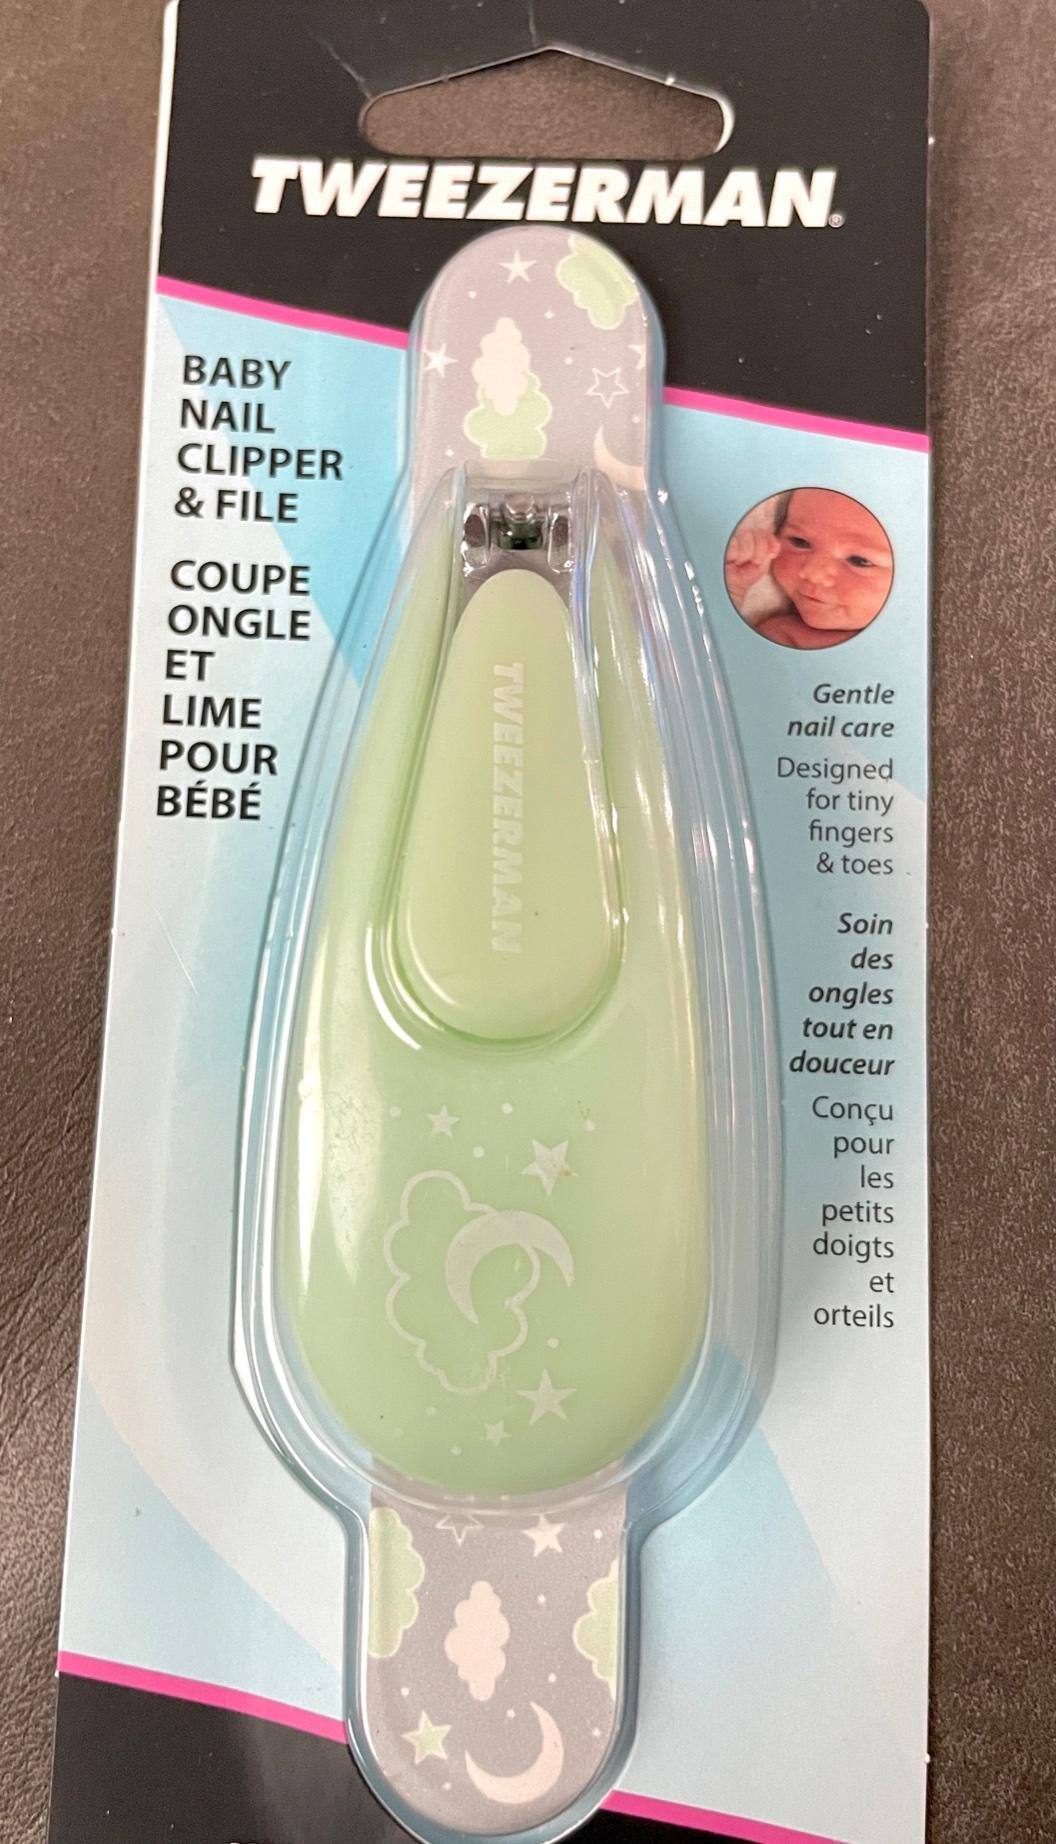 TWEEZERMAN®
BABY
NAIL
CLIPPER
& FILE
COUPE
ONGLE
ET
LIME
POUR
BÉBÉ
TWEEZERMAN
Gentle
nail care
Designed
for tiny
fingers
& toes
Soin
des
ongles
tout en
douceur
Conçu
pour
les
petits
doigts
et
orteils